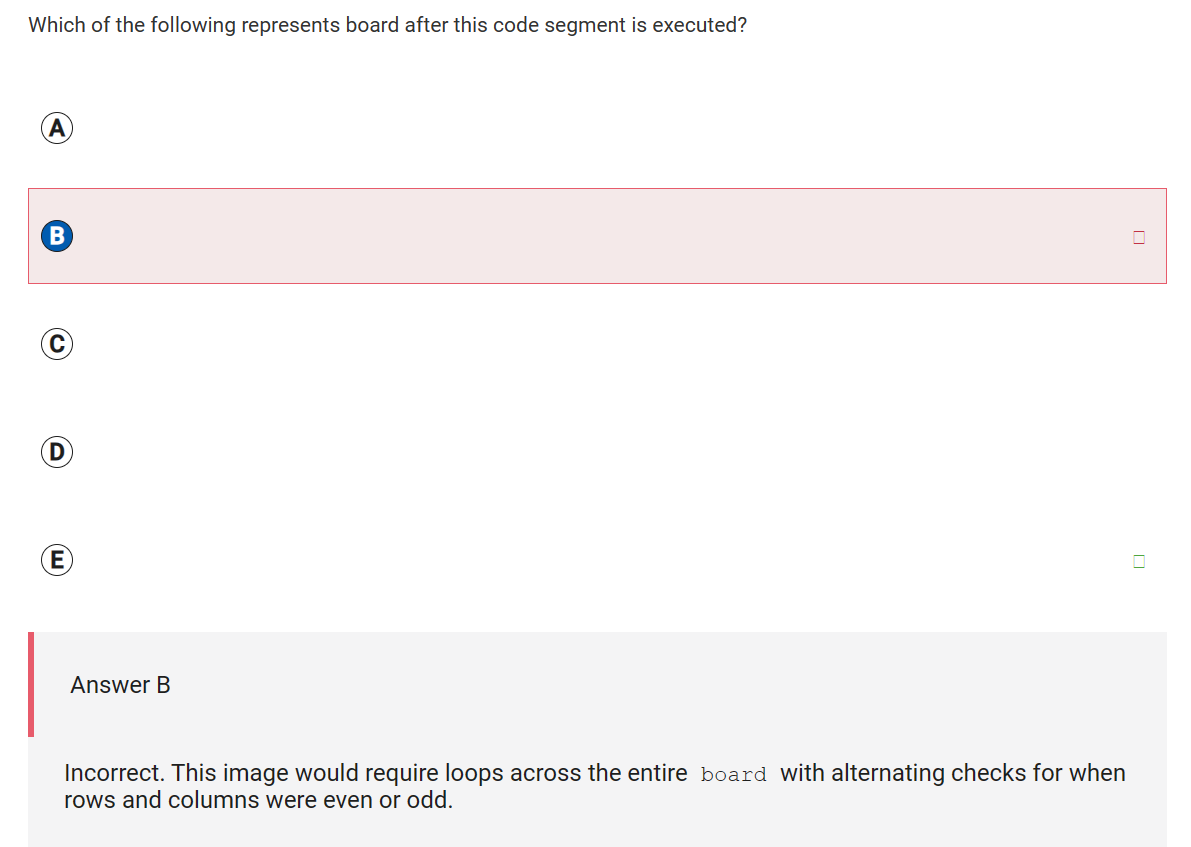 Which of the following represents board after this code segment is executed?
A
B
C
D
E
Answer B
Incorrect. This image would require loops across the entire board with alternating checks for when
rows and columns were even or odd.